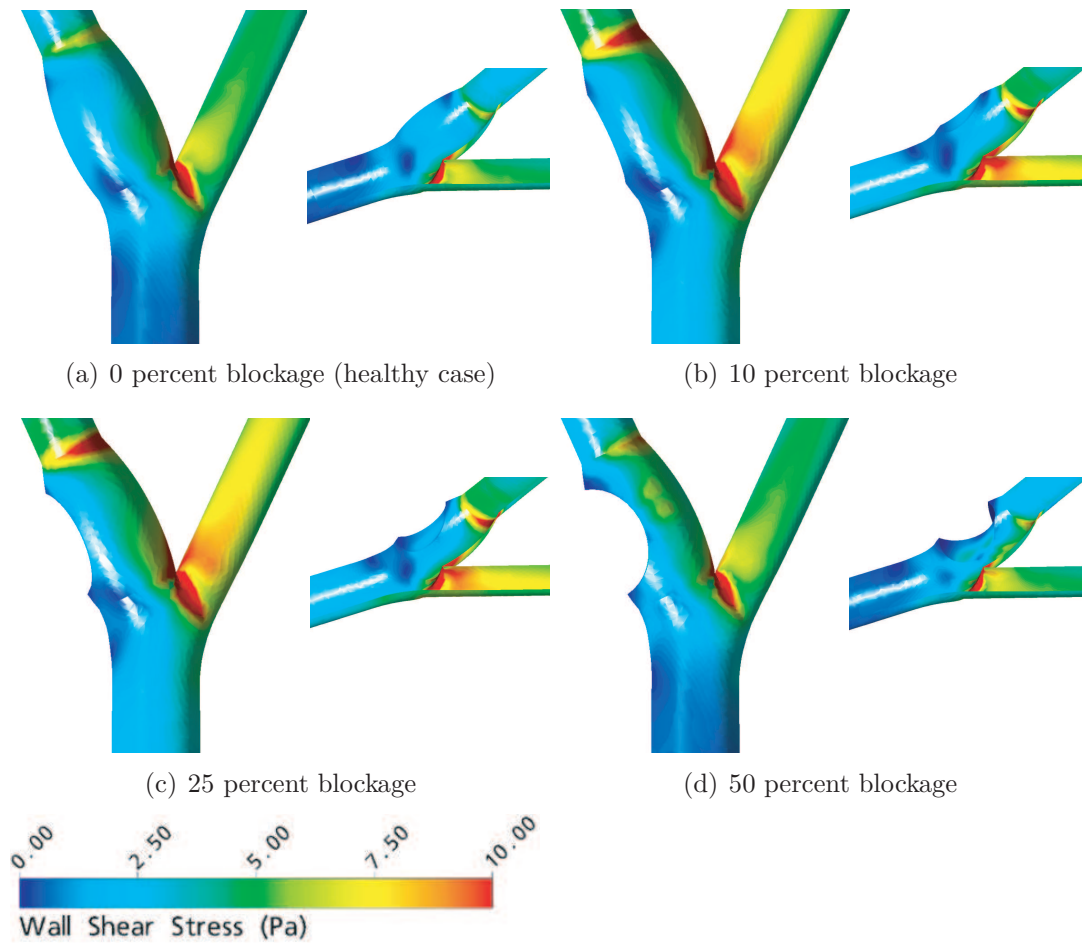 (a) 0 percent blockage (healthy case)
(b) 10 percent blockage
(c) 25 percent blockage
(d) 50 percent blockage
0.00 2.50 5.00 7.50 10.00
Wall Shear Stress (Pa)